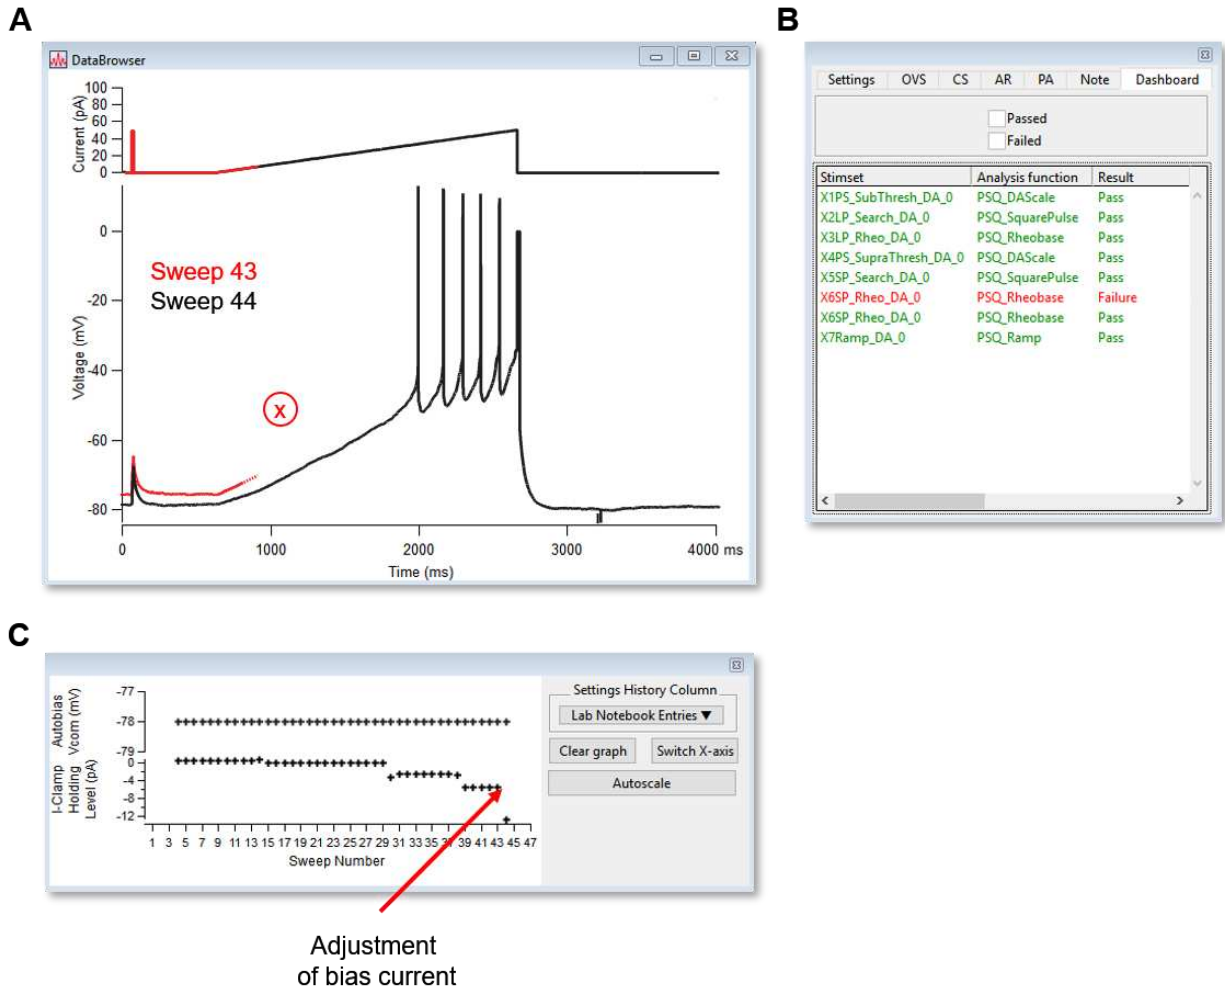 A
DataBrowser
Current (pA)
100
80
60
40
20
0
Voltage (mV)
0
-20
-40
-60
-80
Sweep 43
Sweep 44
X
0
1000
2000
3000
4000 ms
Time (ms)
B
Settings OVS CS AR PA Note Dashboard
Passed
Failed
Stimset Analysis function Result
X1PS_SubThresh_DA_0 PSQ_DAScale Pass
X2LP_Search_DA_0 PSQ_SquarePulse Pass
X3LP_Rheo_DA_0 PSQ_Rheobase Pass
X4PS_SupraThresh_DA_0 PSQ_DAScale Pass
X5SP_Search_DA_0 PSQ_SquarePulse Pass
X6SP_Rheo_DA_0 PSQ_Rheobase Failure
X6SP_Rheo_DA_0 PSQ_Rheobase Pass
X7Ramp_DA_0 PSQ_Ramp Pass
C
Autobias
Vcom (mV)
-77
-78
-79
I-Clamp
Holding
Level (pA)
0
-4
-8
-12
1 3 5 7 9 11 13 15 17 19 21 23 25 27 29 31 33 35 37 39 41 43 45 47
Sweep Number
Settings History Column
Lab Notebook Entries ▼
Clear graph Switch X-axis
Autoscale
Adjustment
of bias current